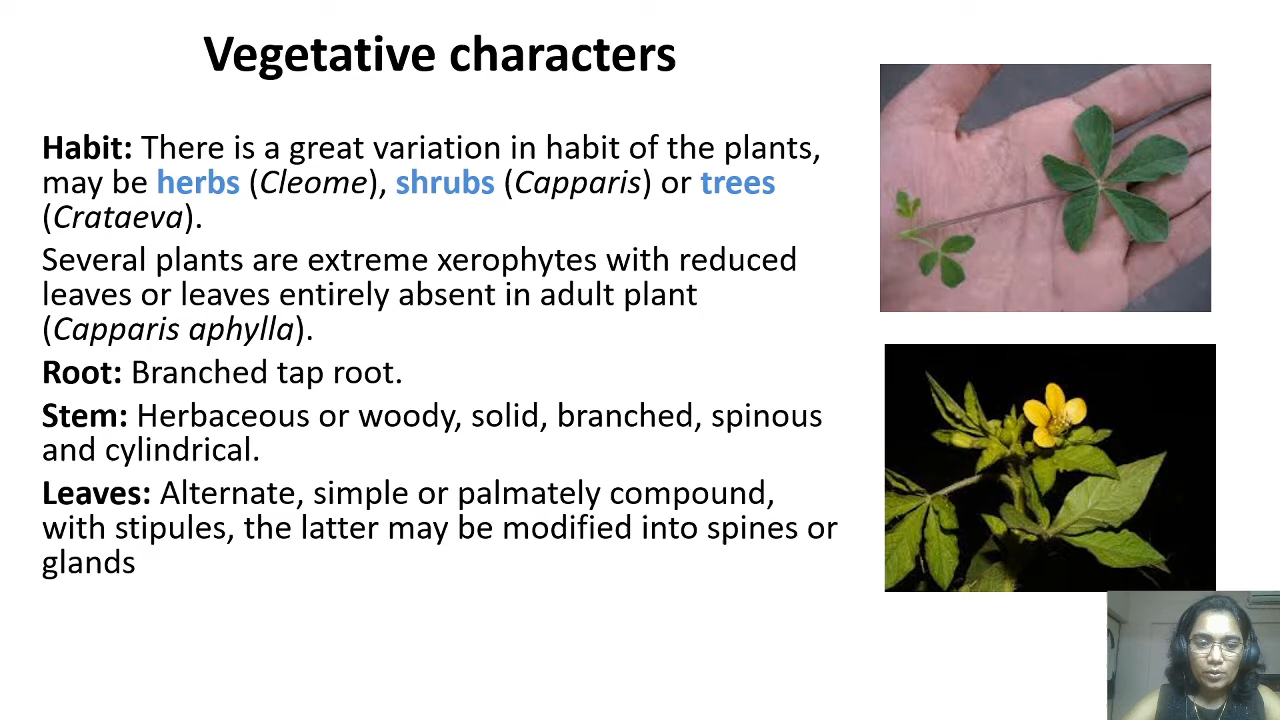 Vegetative characters
Habit: There is a great variation in habit of the plants,
may be herbs (Cleome), shrubs (Capparis) or trees
(Crataeva).
Several plants are extreme xerophytes with reduced
leaves or leaves entirely absent in adult plant
(Capparis aphylla).
Root: Branched tap root.
Stem: Herbaceous or woody, solid, branched, spinous
and cylindrical.
Leaves: Alternate, simple or palmately compound,
with stipules, the latter may be modified into spines or
glands